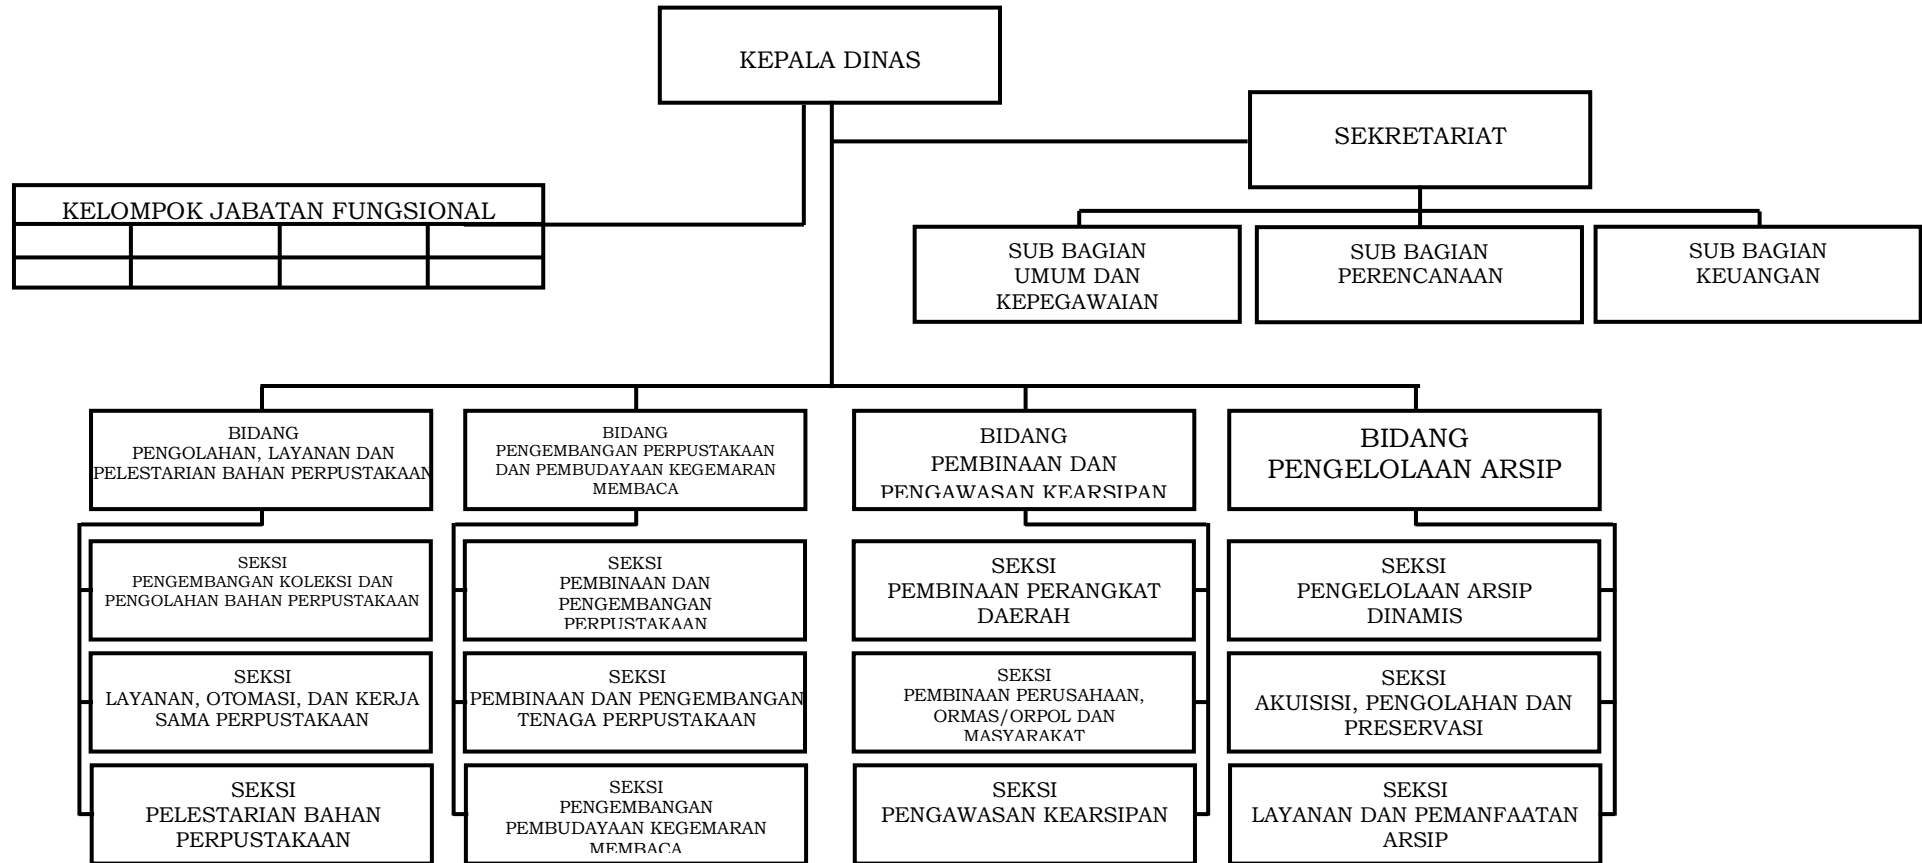 KEPALA DINAS
SEKRETARIAT
KELOMPOK JABATAN FUNGSIONAL
SUB BAGIAN
UMUM DAN
KEPEGAWAIAN
SUB BAGIAN
PERENCANAAN
SUB BAGIAN
KEUANGAN
BIDANG
PENGOLAHAN, LAYANAN DAN
PELESTARIAN BAHAN PERPUSTAKAAN
BIDANG
PENGEMBANGAN PERPUSTAKAAN
DAN PEMBUDAYAAN KEGEMARAN
MEMBACA
BIDANG
PEMBINAAN DAN
PENGAWASAN KEARSIPAN
BIDANG
PENGELOLAAN ARSIP
SEKSI
PENGEMBANGAN KOLEKSI DAN
PENGOLAHAN BAHAN PERPUSTAKAAN
SEKSI
PEMBINAAN DAN
PENGEMBANGAN
PERPUSTAKAAN
SEKSI
PEMBINAAN PERANGKAT
DAERAH
SEKSI
PENGELOLAAN ARSIP
DINAMIS
SEKSI
LAYANAN, OTOMASI, DAN KERJA
SAMA PERPUSTAKAAN
SEKSI
PEMBINAAN DAN PENGEMBANGAN
TENAGA PERPUSTAKAAN
SEKSI
PEMBINAAN PERUSAHAAN,
ORMAS/ORPOL DAN
MASYARAKAT
SEKSI
AKUISISI, PENGOLAHAN DAN
PRESERVASI
SEKSI
PELESTARIAN BAHAN
PERPUSTAKAAN
SEKSI
PENGEMBANGAN
PEMBUDAYAAN KEGEMARAN
MEMBACA
SEKSI
PENGAWASAN KEARSIPAN
SEKSI
LAYANAN DAN PEMANFAATAN
ARSIP